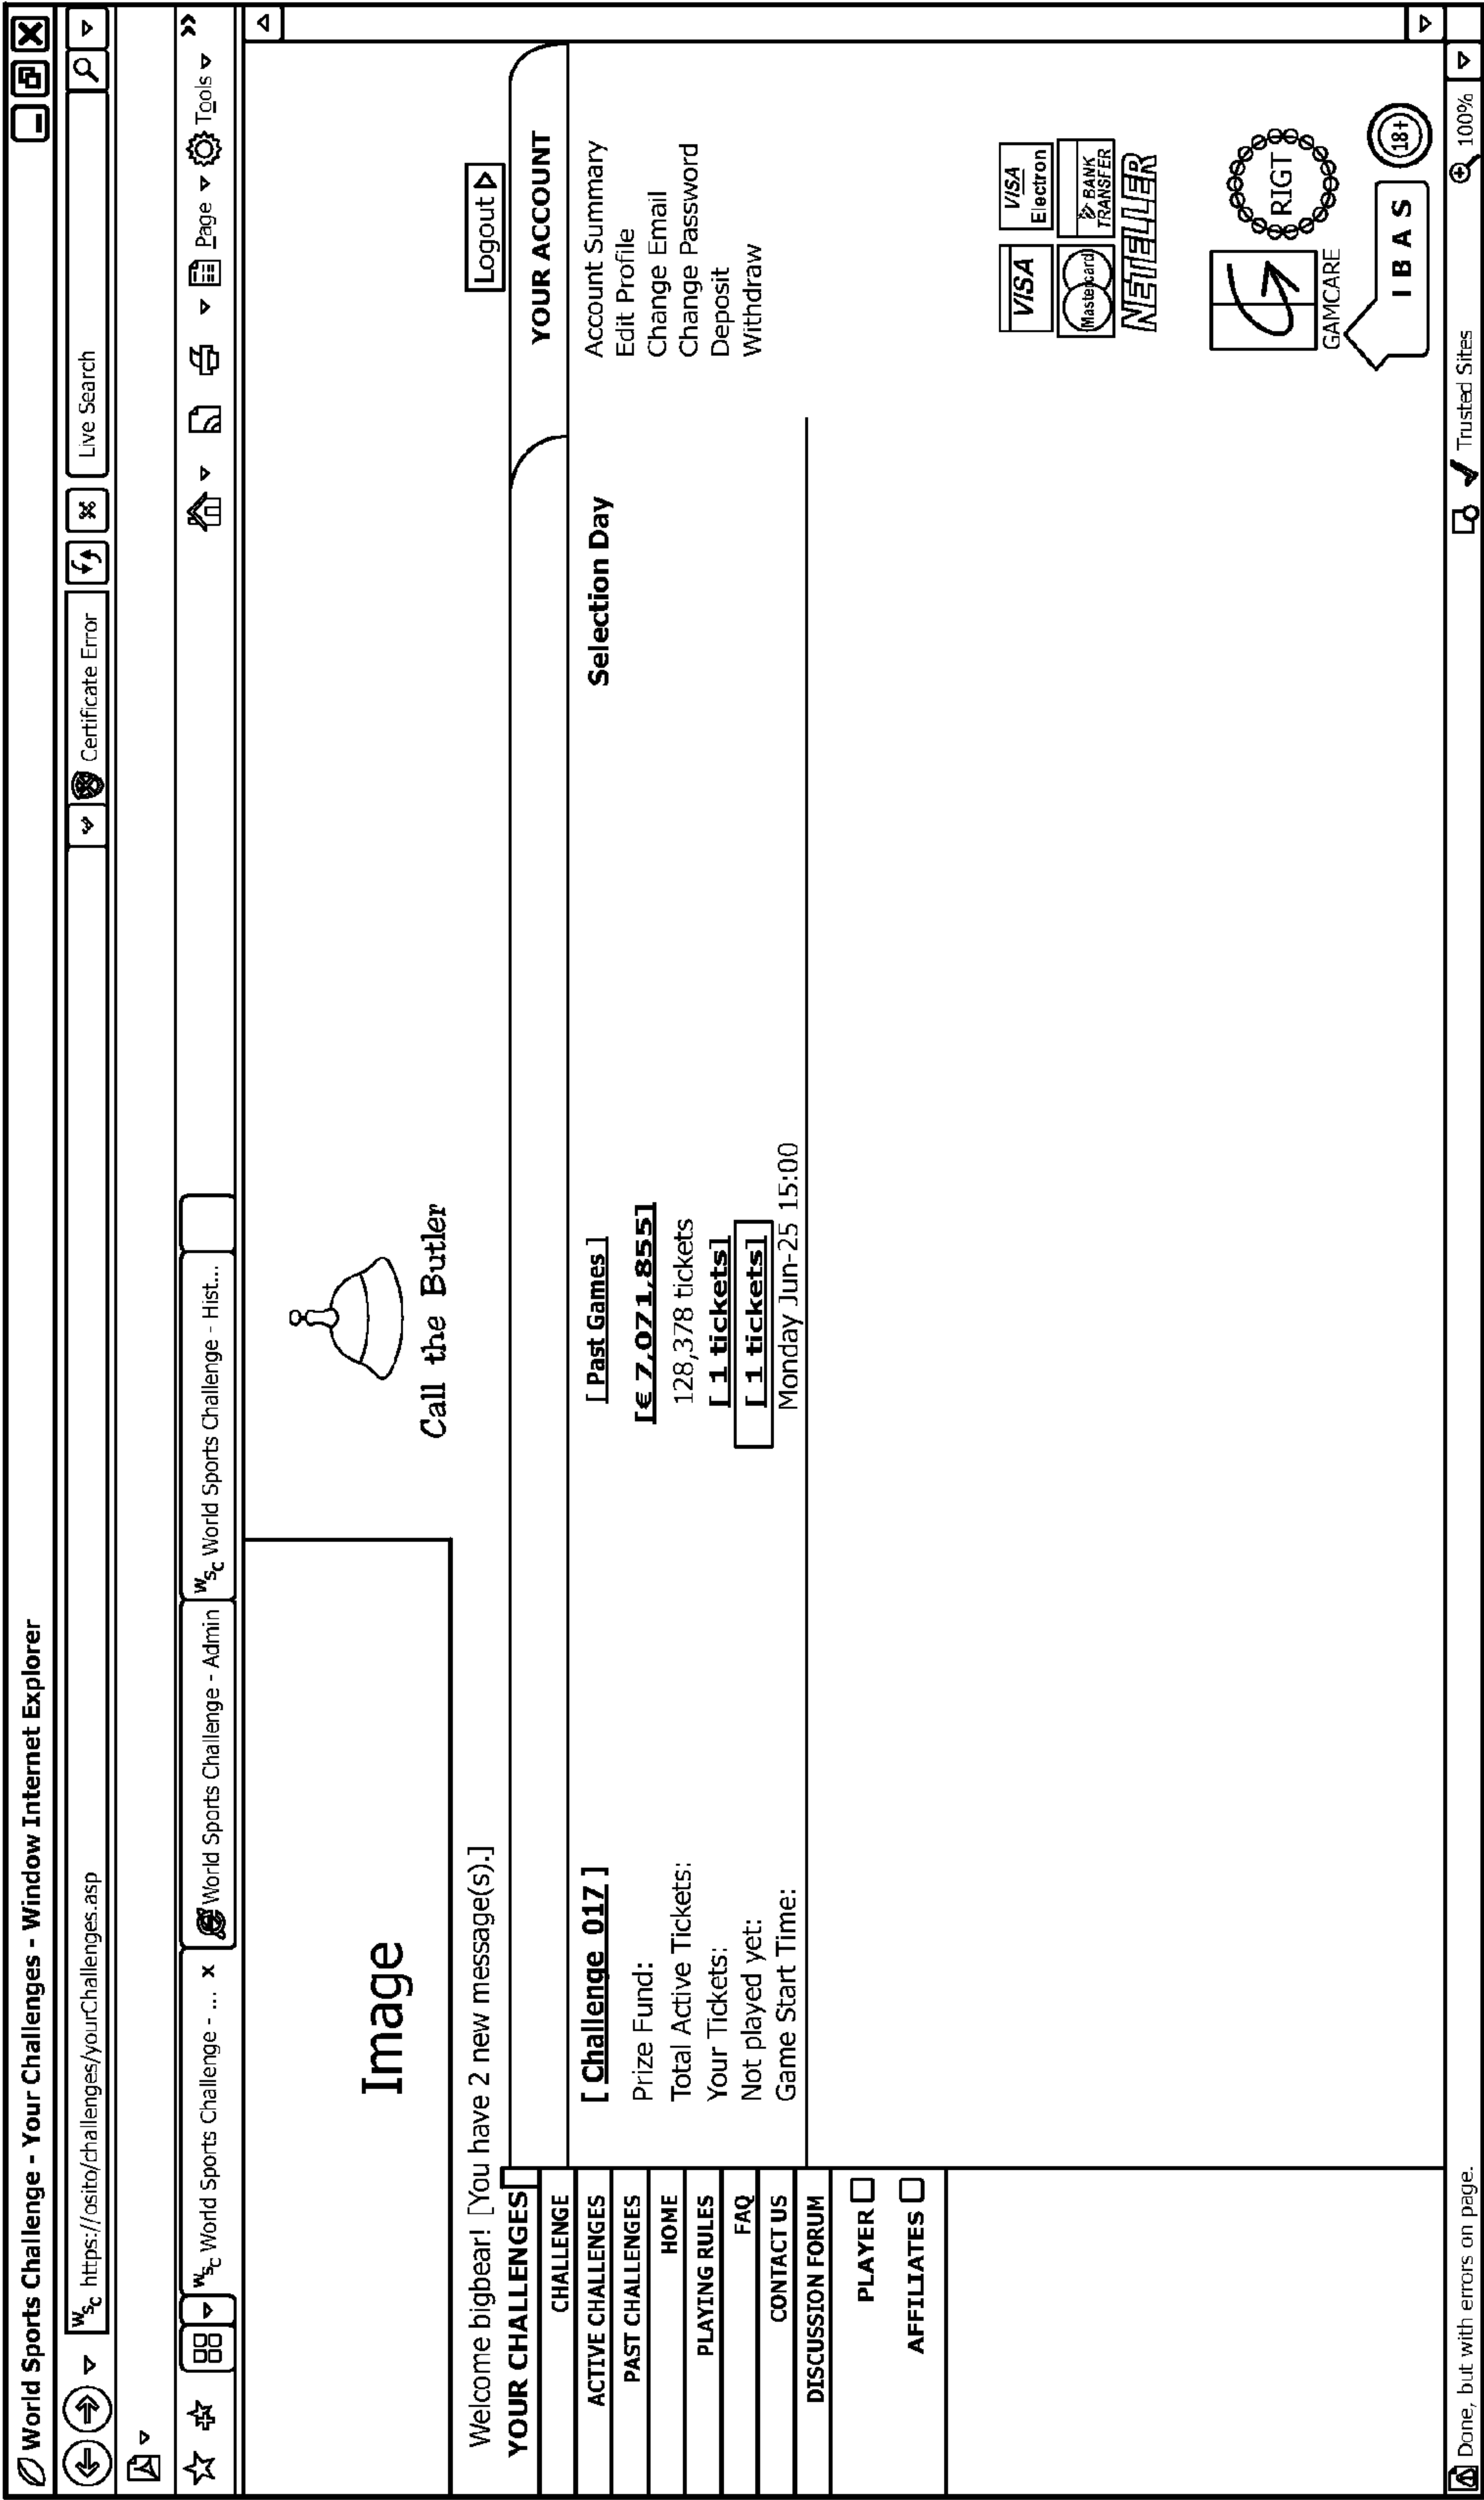 World Sports Challenge - Your Challenges - Window Internet Explorer
WSC https://osito/challenges/yourChallenges.asp
Certificate Error
Live Search
WSC World Sports Challenge - ... x
World Sports Challenge - Admin
WSC World Sports Challenge - Hist...
Page
Tools
Image
Call the Butler
Welcome bigbear! [You have 2 new message(s).]
Logout
YOUR CHALLENGES
CHALLENGE
ACTIVE CHALLENGES
PAST CHALLENGES
HOME
PLAYING RULES
FAQ
CONTACT US
DISCUSSION FORUM
PLAYER
AFFILIATES
[ Challenge 017 ]
[ Past Games ]
Selection Day
Prize Fund: [€ 7,071,855]
Total Active Tickets: 128,378 tickets
Your Tickets: [ 1 tickets]
Not played yet: [ 1 tickets]
Game Start Time: Monday Jun-25 15:00
YOUR ACCOUNT
Account Summary
Edit Profile
Change Email
Change Password
Deposit
Withdraw
VISA
VISA Electron
Mastercard
BANK TRANSFER
NETELLER
GAMCARE
RIGT
IBAS
18+
Done, but with errors on page.
Trusted Sites
100%